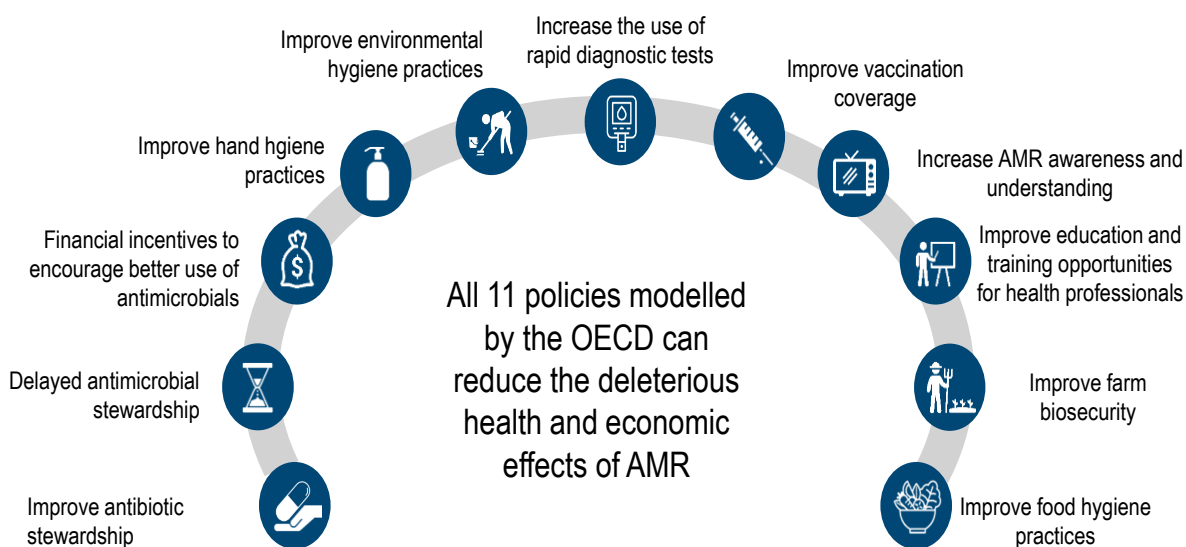 Increase the use of
rapid diagnostic tests
Improve environmental
hygiene practices
Improve vaccination
coverage
Improve hand hgiene
practices
Increase AMR awareness and
understanding
Financial incentives to
encourage better use of
antimicrobials
Improve education and
training opportunities
for health professionals
All 11 policies modelled
by the OECD can
reduce the deleterious
health and economic
effects of AMR
Delayed antimicrobial
stewardship
Improve farm
biosecurity
Improve antibiotic
stewardship
Improve food hygiene
practices
$